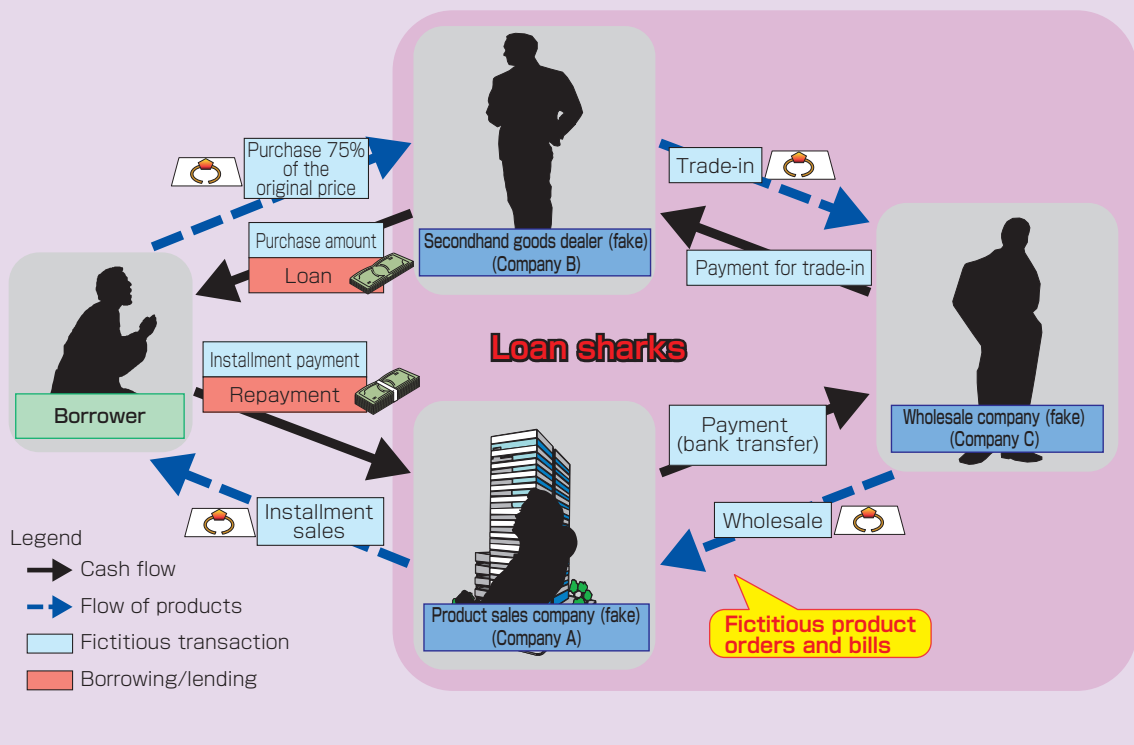 Purchase 75%
of the
original price
Trade-in
Purchase amount
Loan
Secondhand goods dealer (fake)
(Company B)
Payment for trade-in
Loan sharks
Installment payment
Repayment
Borrower
Payment
(bank transfer)
Wholesale company (fake)
(Company C)
Installment
sales
Wholesale
Product sales company (fake)
(Company A)
Fictitious product
orders and bills
Legend
Cash flow
Flow of products
Fictitious transaction
Borrowing/lending